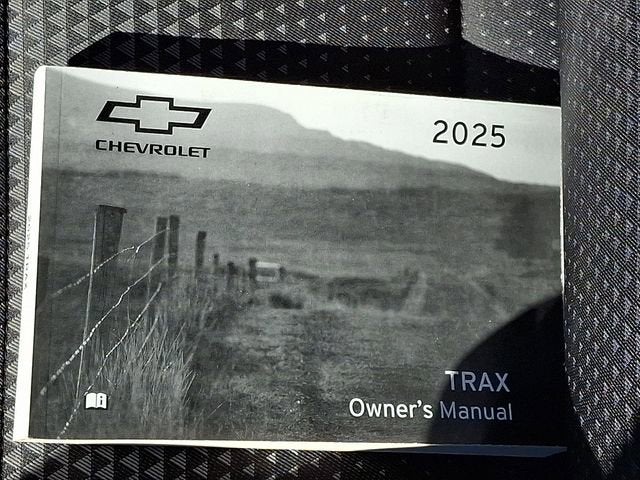 2025
CHEVROLET
TRAX
Owner's Manual